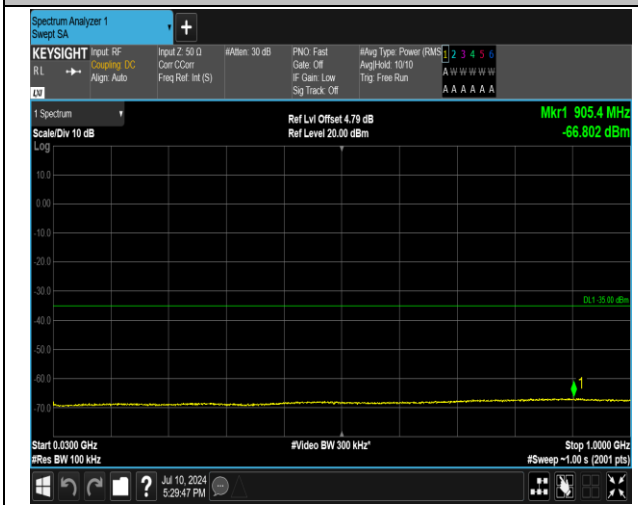 Spectrum Analyzer 1
Swept SA
+
KEYSIGHT
R L
LXI
Input: RF
Coupling: DC
Align: Auto
Input Z: 50 Ω
Corr CCorr
Freq Ref: Int (S)
#Atten: 30 dB
PNO: Fast
Gate: Off
IF Gain: Low
Sig Track: Off
#Avg Type: Power (RMS
Avg|Hold: 10/10
Trig: Free Run
1 2 3 4 5 6
A W W W W W
A A A A A A
1 Spectrum
Scale/Div 10 dB
Log
Ref Lvl Offset 4.79 dB
Ref Level 20.00 dBm
Mkr1 905.4 MHz
-66.802 dBm
10.0
0.00
-10.0
-20.0
-30.0
DL1 -35.00 dBm
-40.0
-50.0
-60.0
1
-70.0
Start 0.0300 GHz
#Res BW 100 kHz
#Video BW 300 kHz*
Stop 1.0000 GHz
#Sweep ~1.00 s (2001 pts)
?
Jul 10, 2024
5:29:47 PM